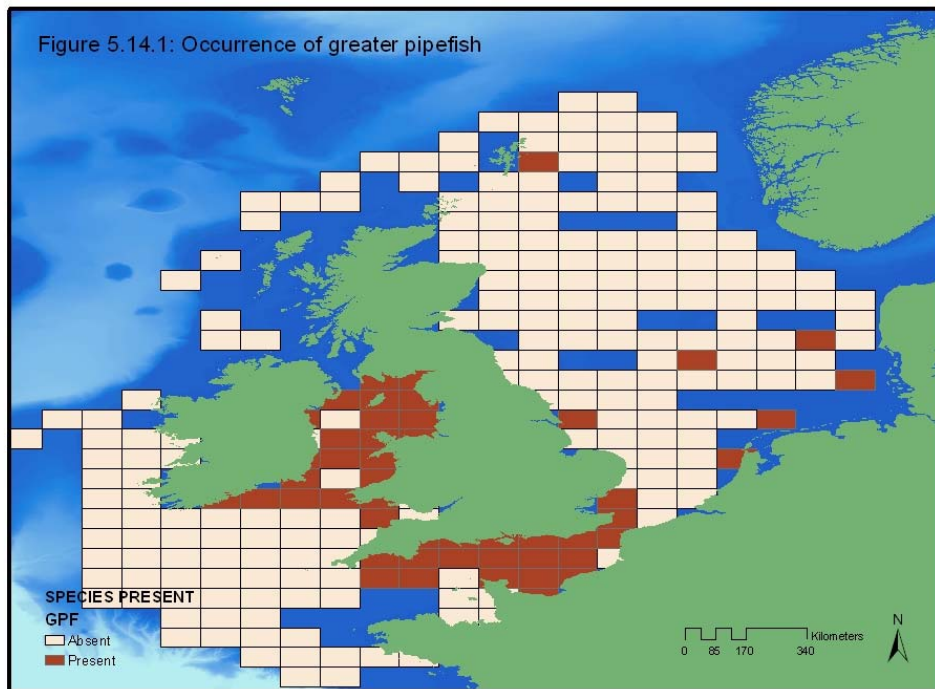 Figure 5.14.1: Occurrence of greater pipefish
SPECIES PRESENT
GPF
Absent
Present
N
Kilometers
0 85 170 340